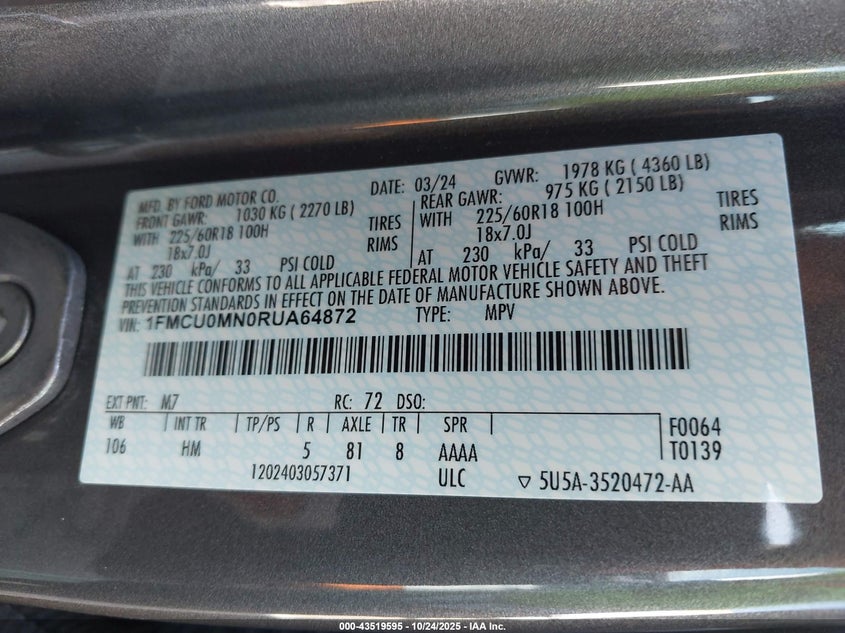 MFD. BY FORD MOTOR CO. DATE: 03/24 GVWR: 1978 KG ( 4360 LB)
FRONT GAWR: 1030 KG ( 2270 LB) REAR GAWR: 975 KG ( 2150 LB)
WITH 225/60R18 100H TIRES WITH 225/60R18 100H TIRES
18x7.0J RIMS 18x7.0J RIMS
AT 230 kPa/ 33 PSI COLD AT 230 kPa/ 33 PSI COLD
THIS VEHICLE CONFORMS TO ALL APPLICABLE FEDERAL MOTOR VEHICLE SAFETY AND THEFT
PREVENTION STANDARDS IN EFFECT ON THE DATE OF MANUFACTURE SHOWN ABOVE.
VIN: 1FMCU0MN0RUA64872 TYPE: MPV
EXT PNT: M7 RC: 72 DSO:
WB INT TR TP/PS R AXLE TR SPR F0064
106 HM 5 81 8 AAAA T0139
1202403057371 ULC ▽ 5U5A-3520472-AA
000-43519595 - 10/24/2025 - IAA Inc.